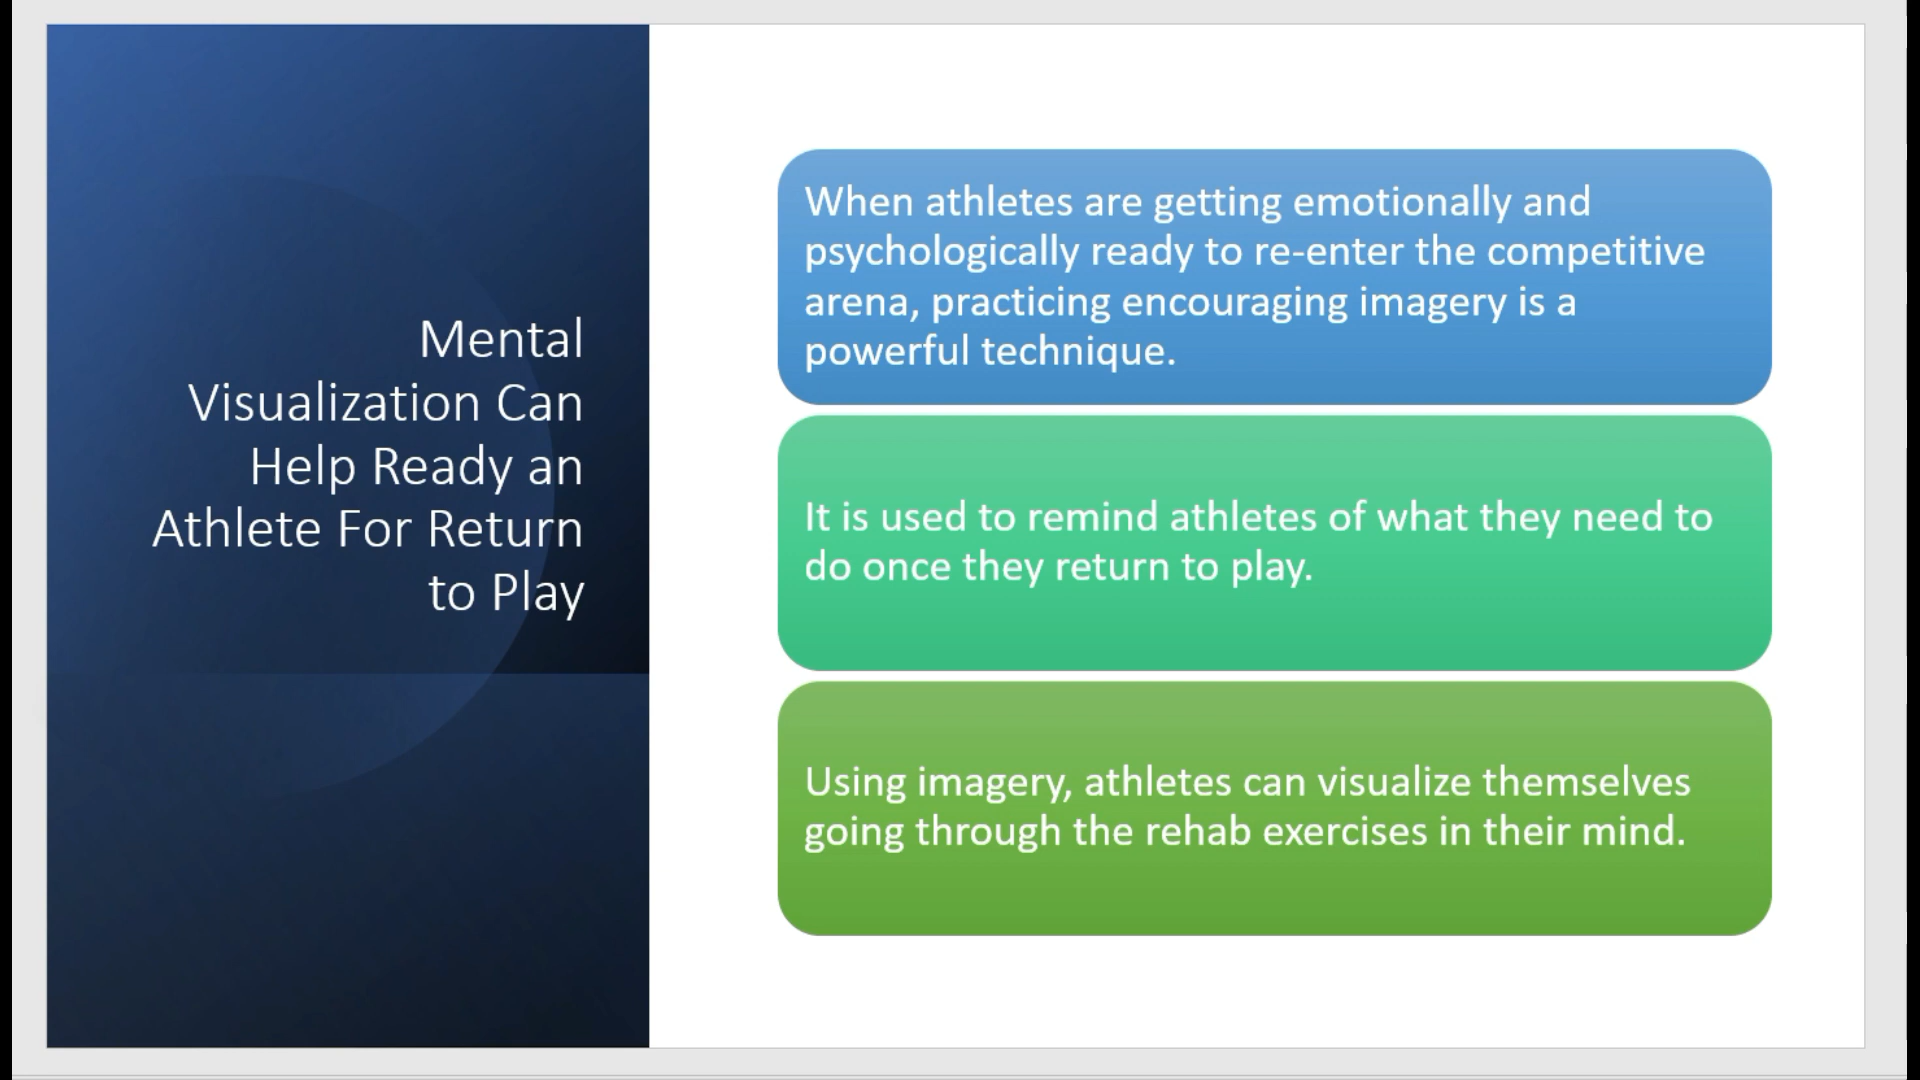 Mental
Visualization Can
Help Ready an
Athlete For Return
to Play
When athletes are getting emotionally and
psychologically ready to re-enter the competitive
arena, practicing encouraging imagery is a
powerful technique.
It is used to remind athletes of what they need to
do once they return to play.
Using imagery, athletes can visualize themselves
going through the rehab exercises in their mind.